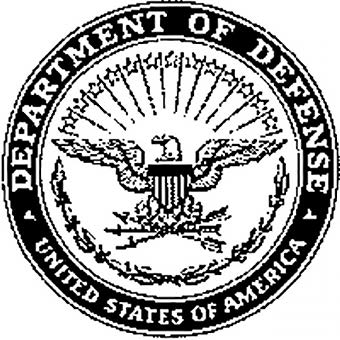 DEPARTMENT OF DEFENSE
UNITED STATES OF AMERICA